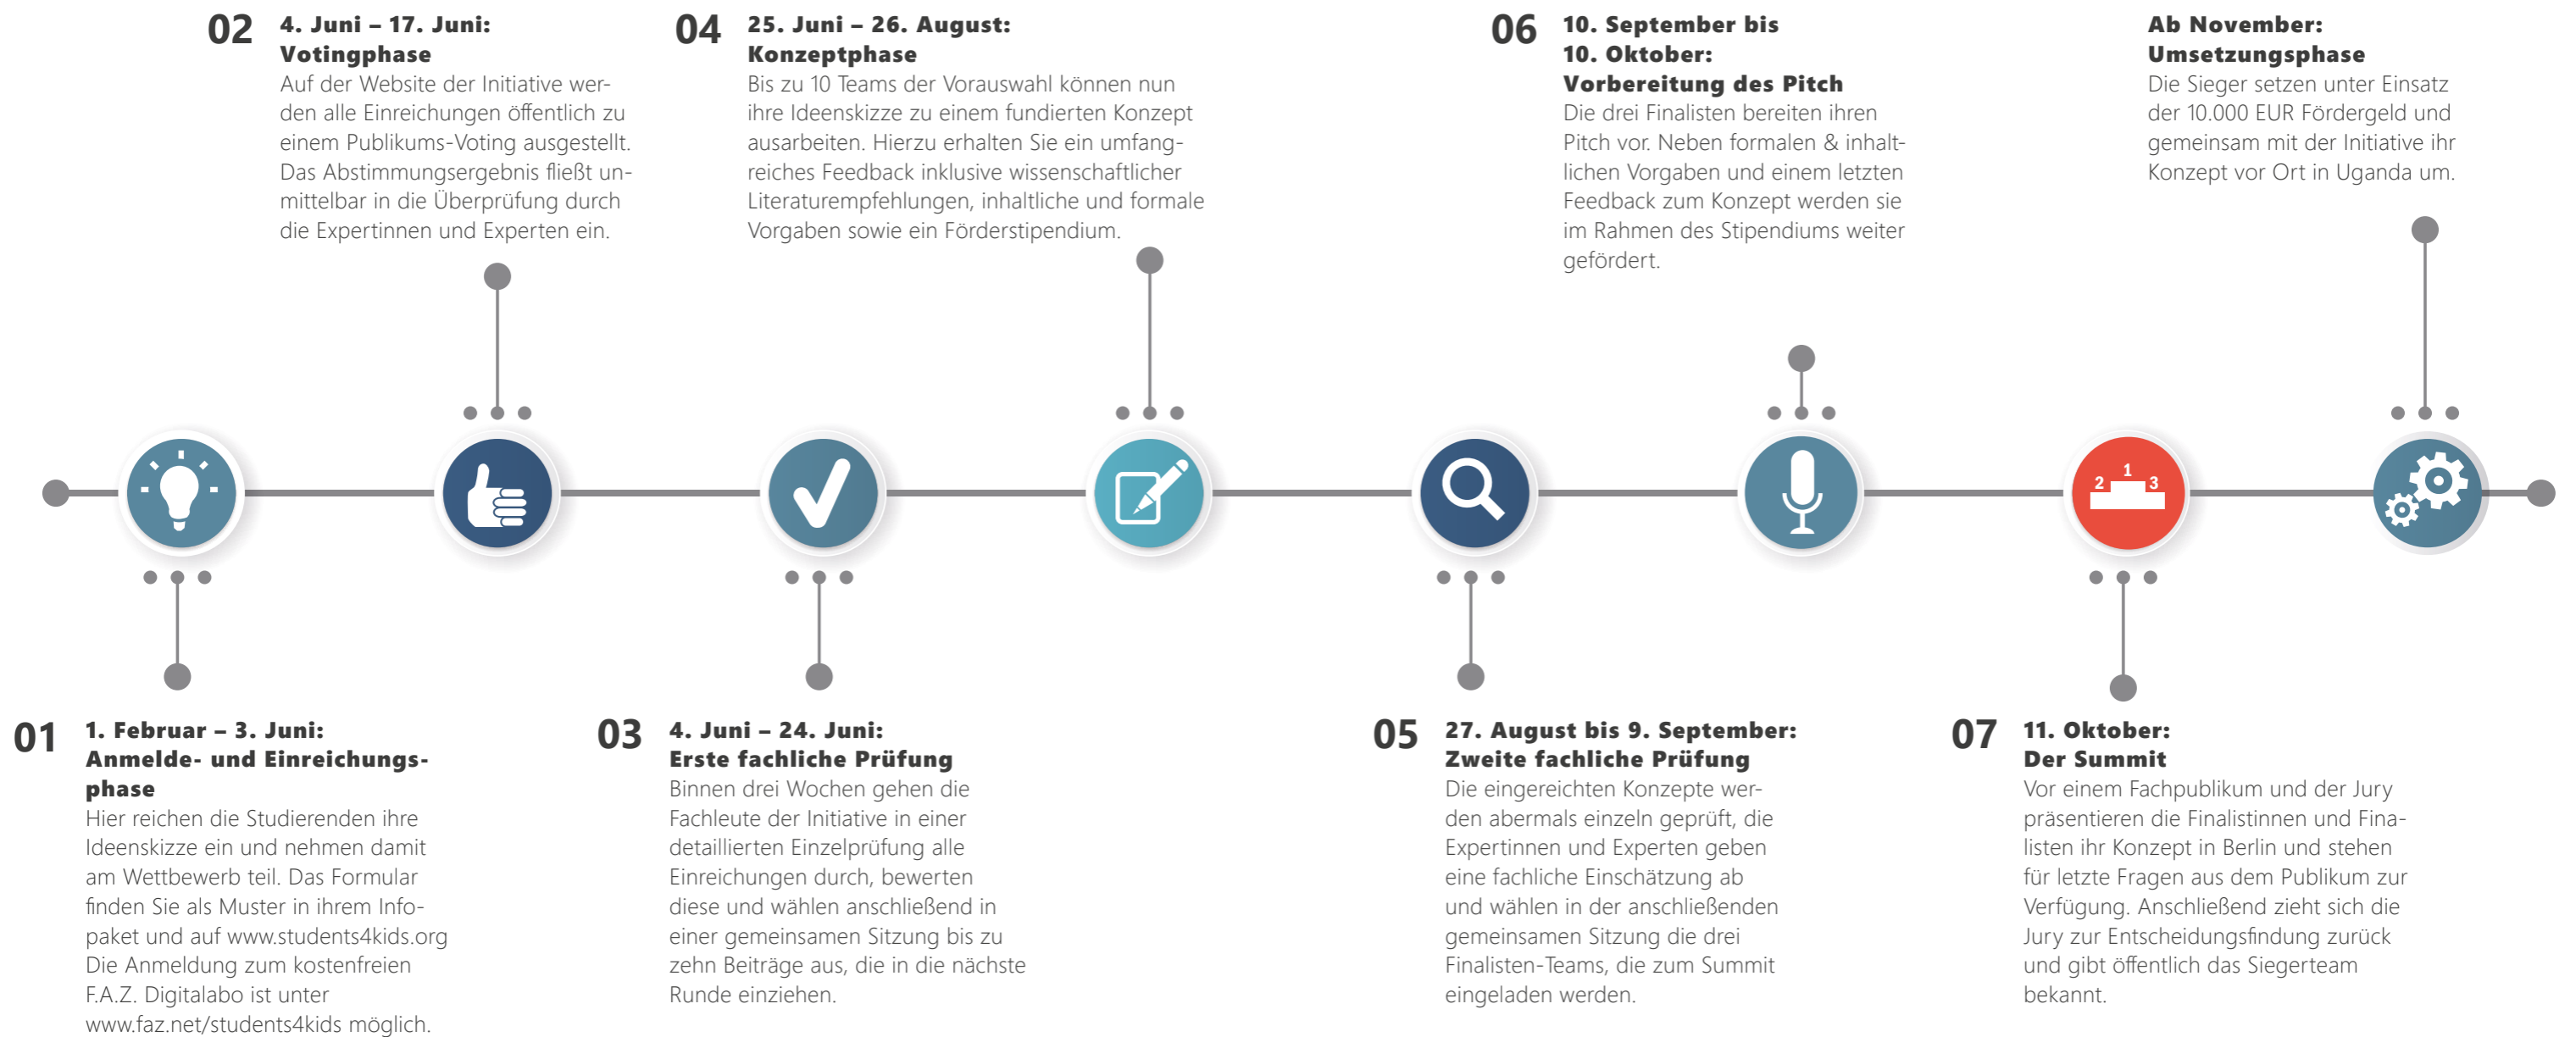 02
4. Juni – 17. Juni:
Votingphase
Auf der Website der Initiative wer-
den alle Einreichungen öffentlich zu
einem Publikums-Voting ausgestellt.
Das Abstimmungsergebnis fließt un-
mittelbar in die Überprüfung durch
die Expertinnen und Experten ein.
04
25. Juni – 26. August:
Konzeptphase
Bis zu 10 Teams der Vorauswahl können nun
ihre Ideenskizze zu einem fundierten Konzept
ausarbeiten. Hierzu erhalten Sie ein umfang-
reiches Feedback inklusive wissenschaftlicher
Literaturempfehlungen, inhaltliche und formale
Vorgaben sowie ein Förderstipendium.
06
10. September bis
10. Oktober:
Vorbereitung des Pitch
Die drei Finalisten bereiten ihren
Pitch vor. Neben formalen & inhalt-
lichen Vorgaben und einem letzten
Feedback zum Konzept werden sie
im Rahmen des Stipendiums weiter
gefördert.
Ab November:
Umsetzungsphase
Die Sieger setzen unter Einsatz
der 10.000 EUR Fördergeld und
gemeinsam mit der Initiative ihr
Konzept vor Ort in Uganda um.
2 1 3
01
1. Februar – 3. Juni:
Anmelde- und Einreichungs-
phase
Hier reichen die Studierenden ihre
Ideenskizze ein und nehmen damit
am Wettbewerb teil. Das Formular
finden Sie als Muster in ihrem Info-
paket und auf www.students4kids.org
Die Anmeldung zum kostenfreien
F.A.Z. Digitalabo ist unter
www.faz.net/students4kids möglich.
03
4. Juni – 24. Juni:
Erste fachliche Prüfung
Binnen drei Wochen gehen die
Fachleute der Initiative in einer
detaillierten Einzelprüfung alle
Einreichungen durch, bewerten
diese und wählen anschließend in
einer gemeinsamen Sitzung bis zu
zehn Beiträge aus, die in die nächste
Runde einziehen.
05
27. August bis 9. September:
Zweite fachliche Prüfung
Die eingereichten Konzepte wer-
den abermals einzeln geprüft, die
Expertinnen und Experten geben
eine fachliche Einschätzung ab
und wählen in der anschließenden
gemeinsamen Sitzung die drei
Finalisten-Teams, die zum Summit
eingeladen werden.
07
11. Oktober:
Der Summit
Vor einem Fachpublikum und der Jury
präsentieren die Finalistinnen und Fina-
listen ihr Konzept in Berlin und stehen
für letzte Fragen aus dem Publikum zur
Verfügung. Anschließend zieht sich die
Jury zur Entscheidungsfindung zurück
und gibt öffentlich das Siegerteam
bekannt.